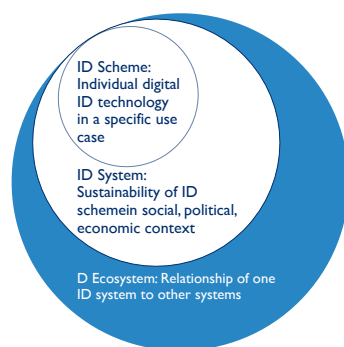 ID Scheme:
Individual digital
ID technology
in a specific use
case
ID System:
Sustainability of ID
schemein social, political,
economic context
D Ecosystem: Relationship of one
ID system to other systems